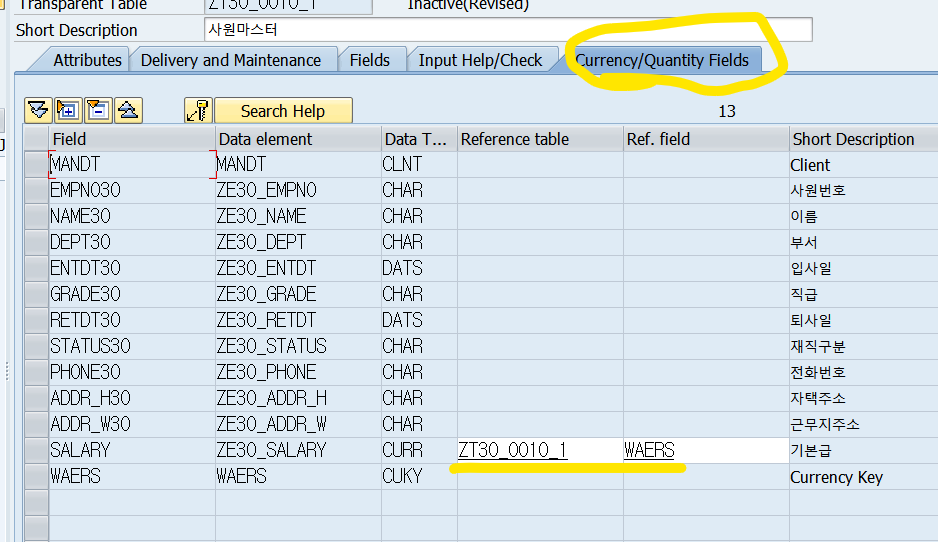 Transparent Table ZT30_0010_1 Inactive(Revised)
Short Description 사원마스터
Attributes Delivery and Maintenance Fields Input Help/Check Currency/Quantity Fields
Search Help 13
Field Data element Data T... Reference table Ref. field Short Description
MANDT MANDT CLNT Client
EMPNO30 ZE30_EMPNO CHAR 사원번호
NAME30 ZE30_NAME CHAR 이름
DEPT30 ZE30_DEPT CHAR 부서
ENTDT30 ZE30_ENTDT DATS 입사일
GRADE30 ZE30_GRADE CHAR 직급
RETDT30 ZE30_RETDT DATS 퇴사일
STATUS30 ZE30_STATUS CHAR 재직구분
PHONE30 ZE30_PHONE CHAR 전화번호
ADDR_H30 ZE30_ADDR_H CHAR 자택주소
ADDR_W30 ZE30_ADDR_W CHAR 근무지주소
SALARY ZE30_SALARY CURR ZT30_0010_1 WAERS 기본급
WAERS WAERS CUKY Currency Key